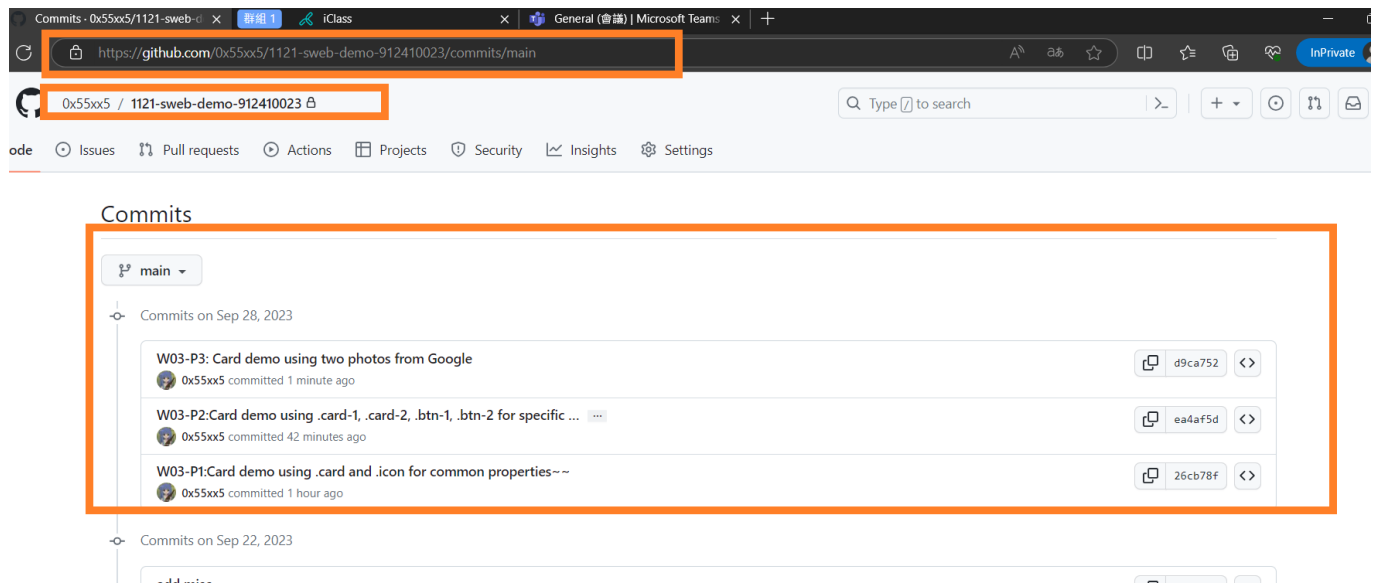 Commits · 0x55xx5/1121-sweb-d
群組 1
iClass
General (會議) | Microsoft Teams
https://github.com/0x55xx5/1121-sweb-demo-912410023/commits/main
InPrivate
0x55xx5 / 1121-sweb-demo-912410023
Type / to search
ode Issues Pull requests Actions Projects Security Insights Settings
Commits
main
Commits on Sep 28, 2023
W03-P3: Card demo using two photos from Google
d9ca752
0x55xx5 committed 1 minute ago
W03-P2:Card demo using .card-1, .card-2, .btn-1, .btn-2 for specific ...
ea4af5d
0x55xx5 committed 42 minutes ago
W03-P1:Card demo using .card and .icon for common properties~~
26cb78f
0x55xx5 committed 1 hour ago
Commits on Sep 22, 2023